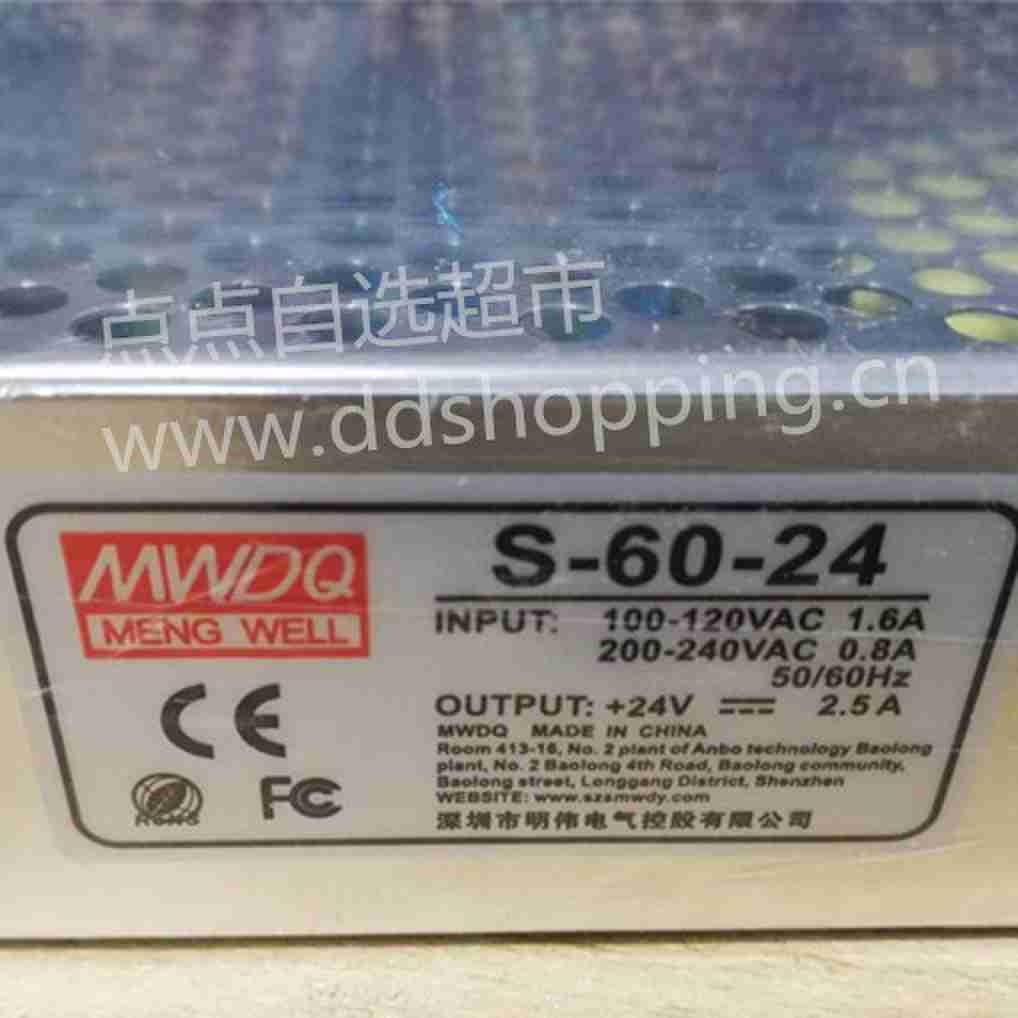 点点自选超市
www.ddshopping.cn
MWDQ
MENG WELL
CE
RoHS
FC
S-60-24
INPUT: 100-120VAC 1.6A
200-240VAC 0.8A
50/60Hz
OUTPUT: +24V ⎓ 2.5A
MWDQ MADE IN CHINA
Room 413-16, No. 2 plant of Anbo technology Baolong
plant, No. 2 Baolong 4th Road, Baolong community,
Baolong street, Longgang District, Shenzhen
WEBSITE: www.szsmwdy.com
深圳市明伟电气控股有限公司